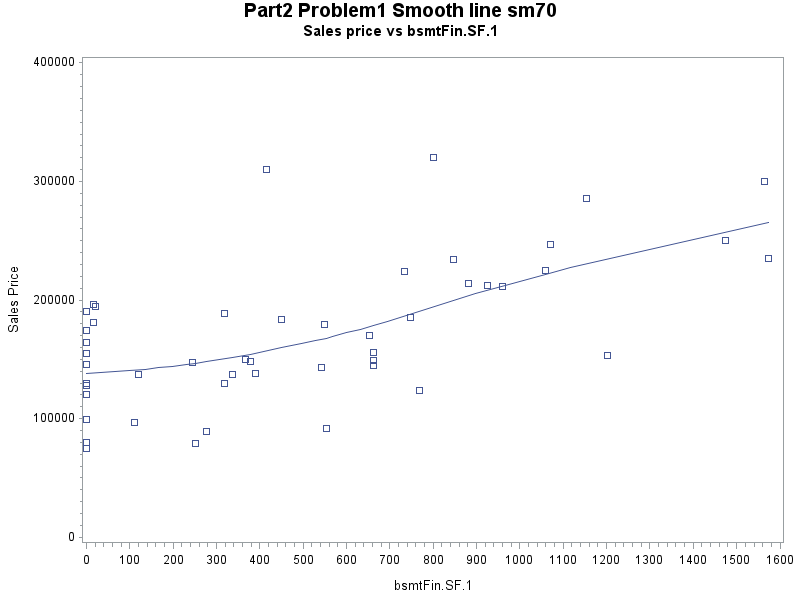 Part2 Problem1 Smooth line sm70
Sales price vs bsmtFin.SF.1
400000
300000
200000
100000
0
Sales Price
0 100 200 300 400 500 600 700 800 900 1000 1100 1200 1300 1400 1500 1600
bsmtFin.SF.1